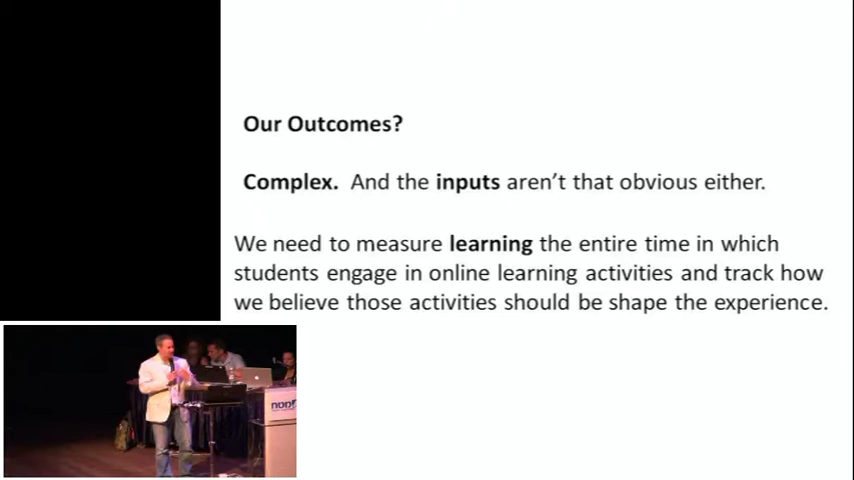 Our Outcomes?
Complex. And the inputs aren’t that obvious either.
We need to measure learning the entire time in which
students engage in online learning activities and track how
we believe those activities should be shape the experience.